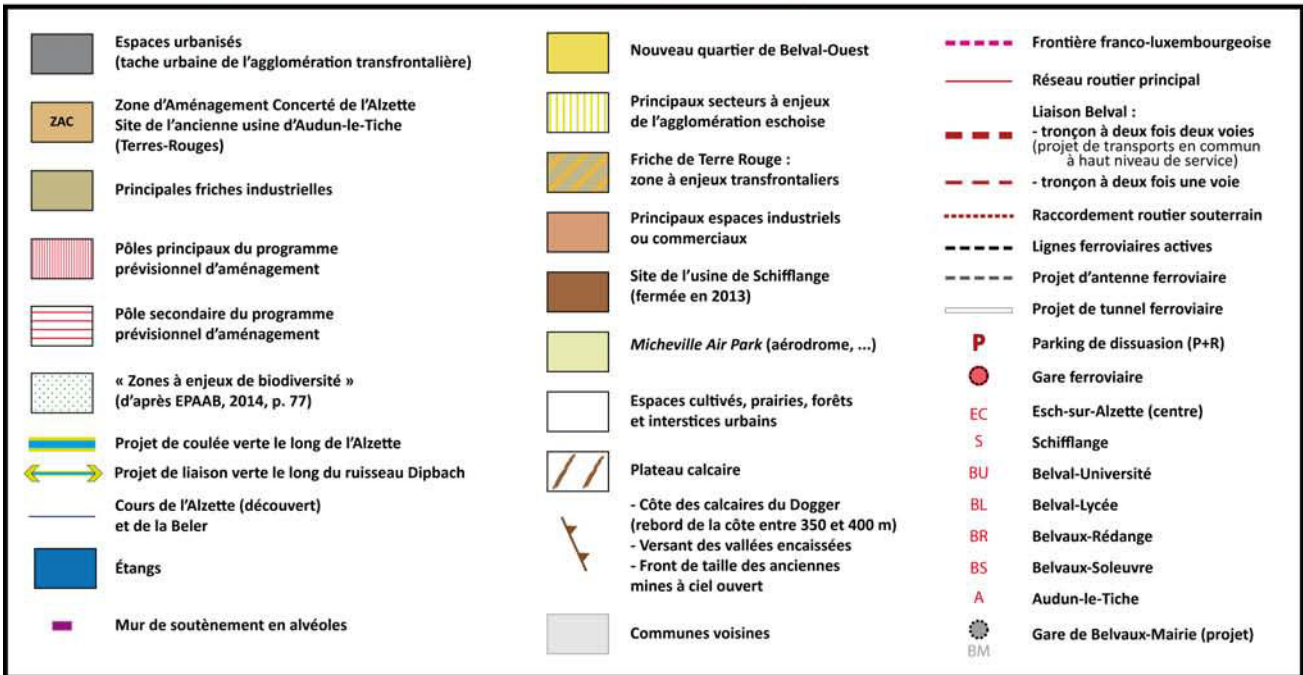 Espaces urbanisés
(tache urbaine de l'agglomération transfrontalière)
ZAC
Zone d'Aménagement Concerté de l'Alzette
Site de l'ancienne usine d'Audun-le-Tiche
(Terres-Rouges)
Principales friches industrielles
Pôles principaux du programme
prévisionnel d'aménagement
Pôle secondaire du programme
prévisionnel d'aménagement
« Zones à enjeux de biodiversité »
(d'après EPAAB, 2014, p. 77)
Projet de coulée verte le long de l'Alzette
Projet de liaison verte le long du ruisseau Dipbach
Cours de l'Alzette (découvert)
et de la Beler
Étangs
Mur de soutènement en alvéoles
Nouveau quartier de Belval-Ouest
Principaux secteurs à enjeux
de l'agglomération eschoise
Friche de Terre Rouge :
zone à enjeux transfrontaliers
Principaux espaces industriels
ou commerciaux
Site de l'usine de Schifflange
(fermée en 2013)
Micheville Air Park (aérodrome, ...)
Espaces cultivés, prairies, forêts
et interstices urbains
Plateau calcaire
- Côte des calcaires du Dogger
(rebord de la côte entre 350 et 400 m)
- Versant des vallées encaissées
- Front de taille des anciennes
mines à ciel ouvert
Communes voisines
Frontière franco-luxembourgeoise
Réseau routier principal
Liaison Belval :
- tronçon à deux fois deux voies
(projet de transports en commun
à haut niveau de service)
- tronçon à deux fois une voie
Raccordement routier souterrain
Lignes ferroviaires actives
Projet d'antenne ferroviaire
Projet de tunnel ferroviaire
P Parking de dissuasion (P+R)
Gare ferroviaire
EC Esch-sur-Alzette (centre)
S Schifflange
BU Belval-Université
BL Belval-Lycée
BR Belvaux-Rédange
BS Belvaux-Soleuvre
A Audun-le-Tiche
Gare de Belvaux-Mairie (projet)
BM